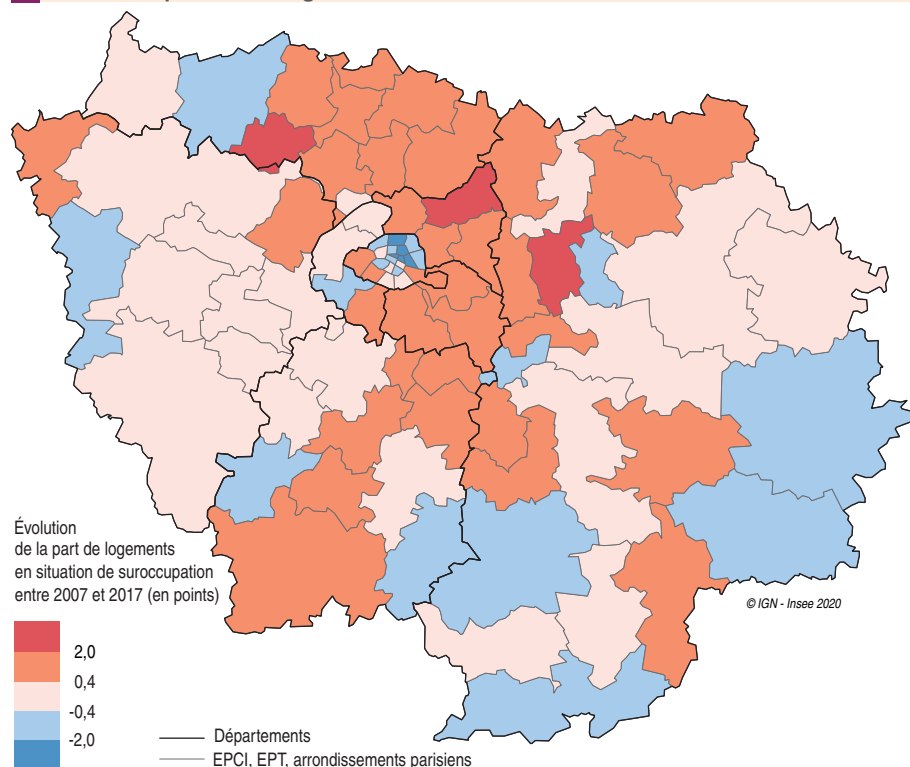 Évolution
de la part de logements
en situation de suroccupation
entre 2007 et 2017 (en points)
2,0
0,4
-0,4
-2,0
Départements
EPCI, EPT, arrondissements parisiens
© IGN - Insee 2020